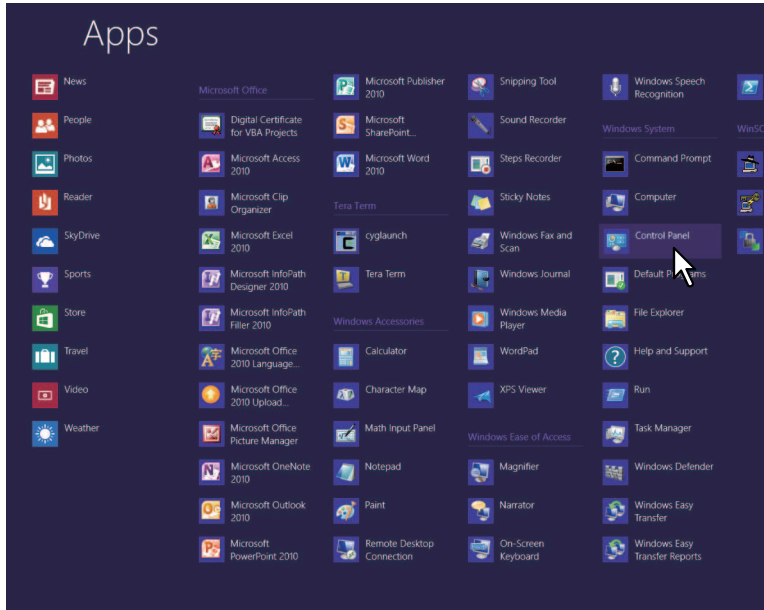 Apps
News
People
Photos
Reader
SkyDrive
Sports
Store
Travel
Video
Weather
Microsoft Office
Digital Certificate
for VBA Projects
Microsoft Access
2010
Microsoft Clip
Organizer
Microsoft Excel
2010
Microsoft InfoPath
Designer 2010
Microsoft InfoPath
Filler 2010
Microsoft Office
2010 Language...
Microsoft Office
2010 Upload...
Microsoft Office
Picture Manager
Microsoft OneNote
2010
Microsoft Outlook
2010
Microsoft
PowerPoint 2010
Microsoft Publisher
2010
Microsoft
SharePoint...
Microsoft Word
2010
Tera Term
cyglaunch
Tera Term
Windows Accessories
Calculator
Character Map
Math Input Panel
Notepad
Paint
Remote Desktop
Connection
Snipping Tool
Sound Recorder
Steps Recorder
Sticky Notes
Windows Fax and
Scan
Windows Journal
Windows Media
Player
WordPad
XPS Viewer
Windows Ease of Access
Magnifier
Narrator
On-Screen
Keyboard
Windows Speech
Recognition
Windows System
Command Prompt
Computer
Control Panel
Default Programs
File Explorer
Help and Support
Run
Task Manager
Windows Defender
Windows Easy
Transfer
Windows Easy
Transfer Reports
WinSC